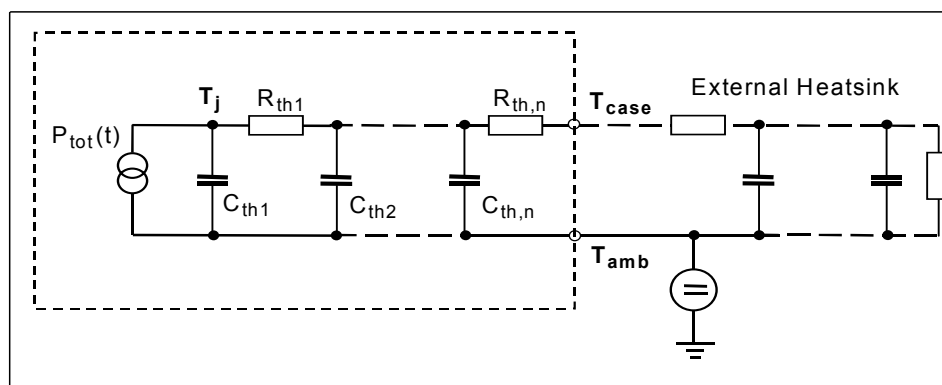 External Heatsink
T_j
R_th1
R_th,n
T_case
P_tot(t)
C_th1
C_th2
C_th,n
T_amb